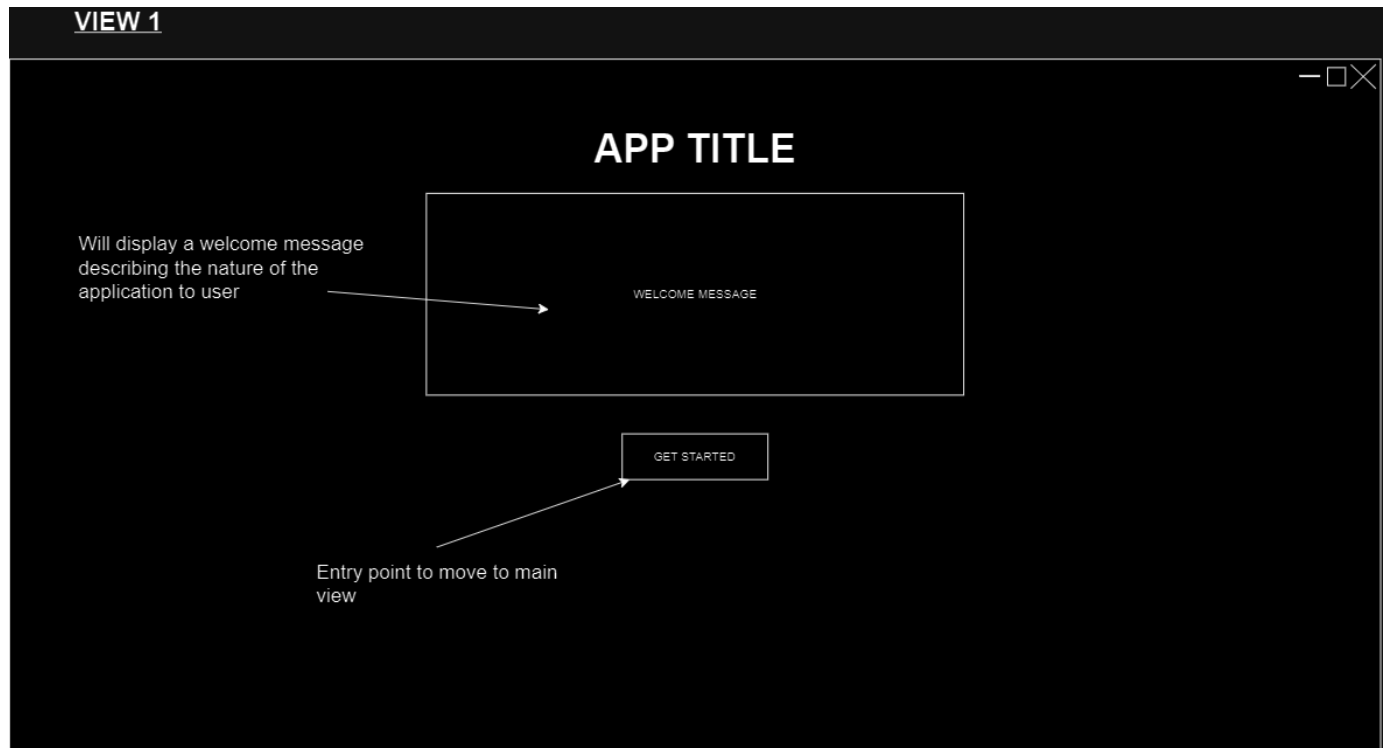 VIEW 1
APP TITLE
Will display a welcome message
describing the nature of the
application to user
WELCOME MESSAGE
GET STARTED
Entry point to move to main
view